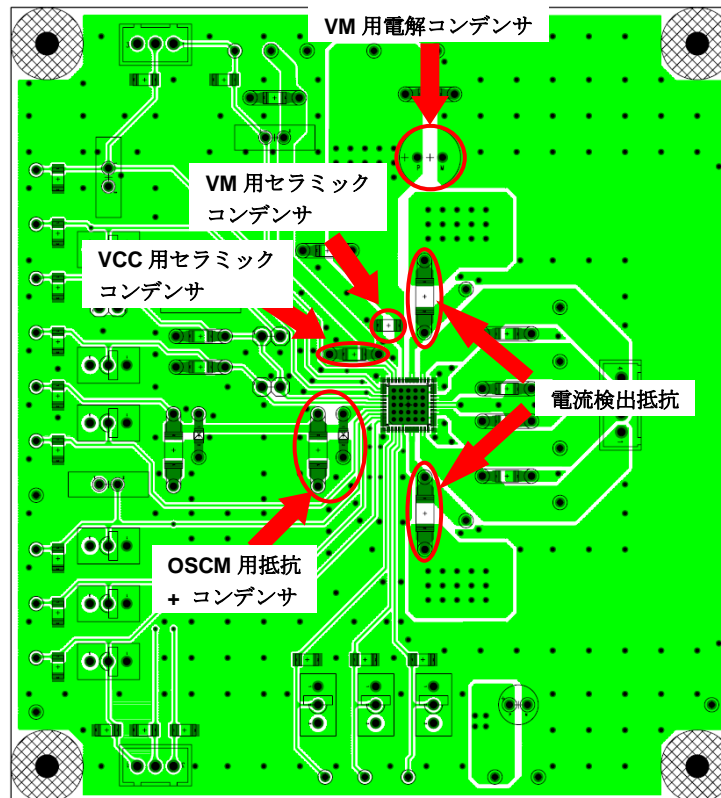 VM 用電解コンデンサ
VM 用セラミック
コンデンサ
VCC 用セラミック
コンデンサ
電流検出抵抗
OSCM 用抵抗
+ コンデンサ